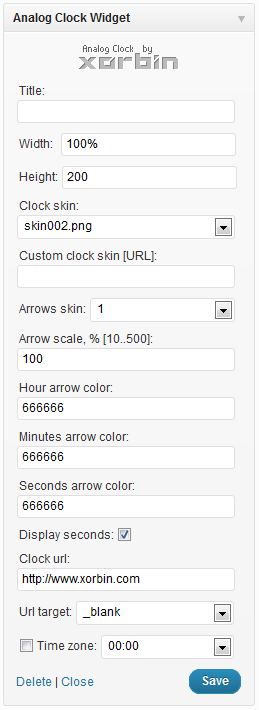 Analog Clock Widget
Analog Clock by
xorbin
Title:
Width: 100%
Height: 200
Clock skin:
skin002.png
Custom clock skin [URL]:
Arrows skin: 1
Arrow scale, % [10..500]:
100
Hour arrow color:
666666
Minutes arrow color:
666666
Seconds arrow color:
666666
Display seconds:
Clock url:
http://www.xorbin.com
Url target: _blank
Time zone: 00:00
Delete | Close Save